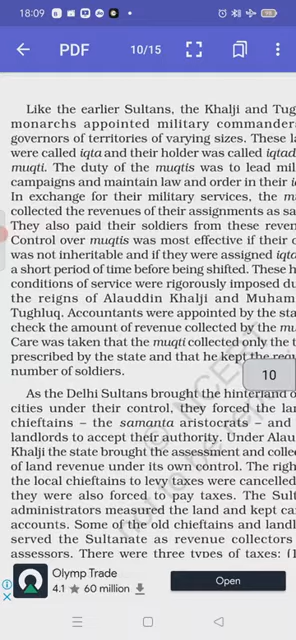 18:09
PDF 10/15
Like the earlier Sultans, the Khalji and Tug
monarchs appointed military commander
governors of territories of varying sizes. These la
were called iqta and their holder was called iqtad
muqti. The duty of the muqtis was to lead mil
campaigns and maintain law and order in their i
In exchange for their military services, the m
collected the revenues of their assignments as sa
They also paid their soldiers from these reven
Control over muqtis was most effective if their o
was not inheritable and if they were assigned iqta
a short period of time before being shifted. These h
conditions of service were rigorously imposed du
the reigns of Alauddin Khalji and Muham
Tughluq. Accountants were appointed by the sta
check the amount of revenue collected by the mu
Care was taken that the muqti collected only the t
prescribed by the state and that he kept the requ
number of soldiers.
10
As the Delhi Sultans brought the hinterland o
cities under their control, they forced the lan
chieftains – the samanta aristocrats – and
landlords to accept their authority. Under Alau
Khalji the state brought the assessment and colle
of land revenue under its own control. The righ
the local chieftains to levy taxes were cancelled
they were also forced to pay taxes. The Sult
administrators measured the land and kept ca
accounts. Some of the old chieftains and landl
served the Sultanate as revenue collectors
assessors. There were three types of taxes: (1
Olymp Trade
4.1 ★ 60 million
Open